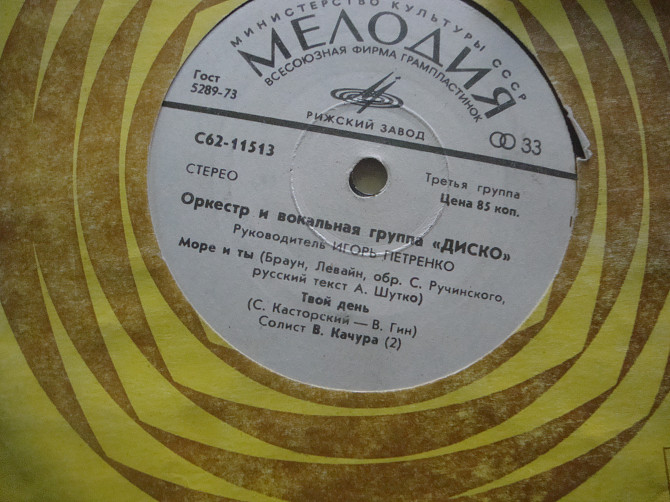 МИНИСТЕРСТВО КУЛЬТУРЫ СССР
МЕЛОДИЯ
ВСЕСОЮЗНАЯ ФИРМА ГРАМПЛАСТИНОК
Гост
5289-73
РИЖСКИЙ ЗАВОД
33
С62-11513
СТЕРЕО
Третья группа
Цена 85 коп.
Оркестр и вокальная группа «ДИСКО»
Руководитель ИГОРЬ ПЕТРЕНКО
Море и ты (Браун, Левайн, обр. С. Ручинского,
русский текст А. Шутко)
Твой день
(С. Касторский — В. Гин)
Солист В. Качура (2)